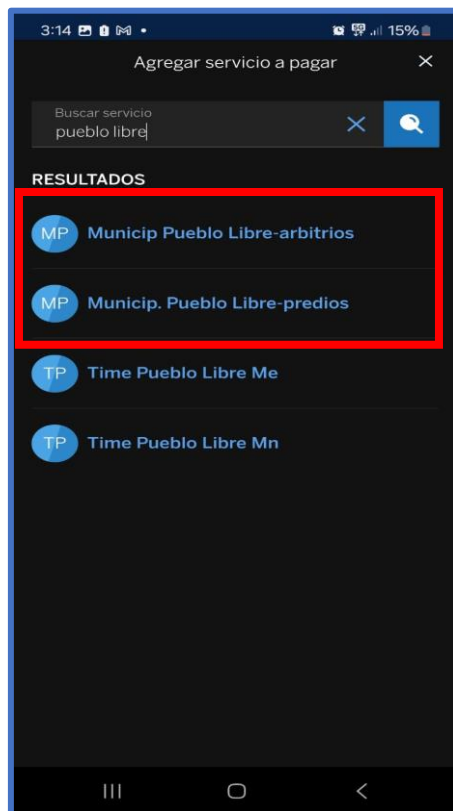 3:14 5G 15%
Agregar servicio a pagar
Buscar servicio
pueblo libre
RESULTADOS
MP Municip Pueblo Libre-arbitrios
MP Municip. Pueblo Libre-predios
TP Time Pueblo Libre Me
TP Time Pueblo Libre Mn